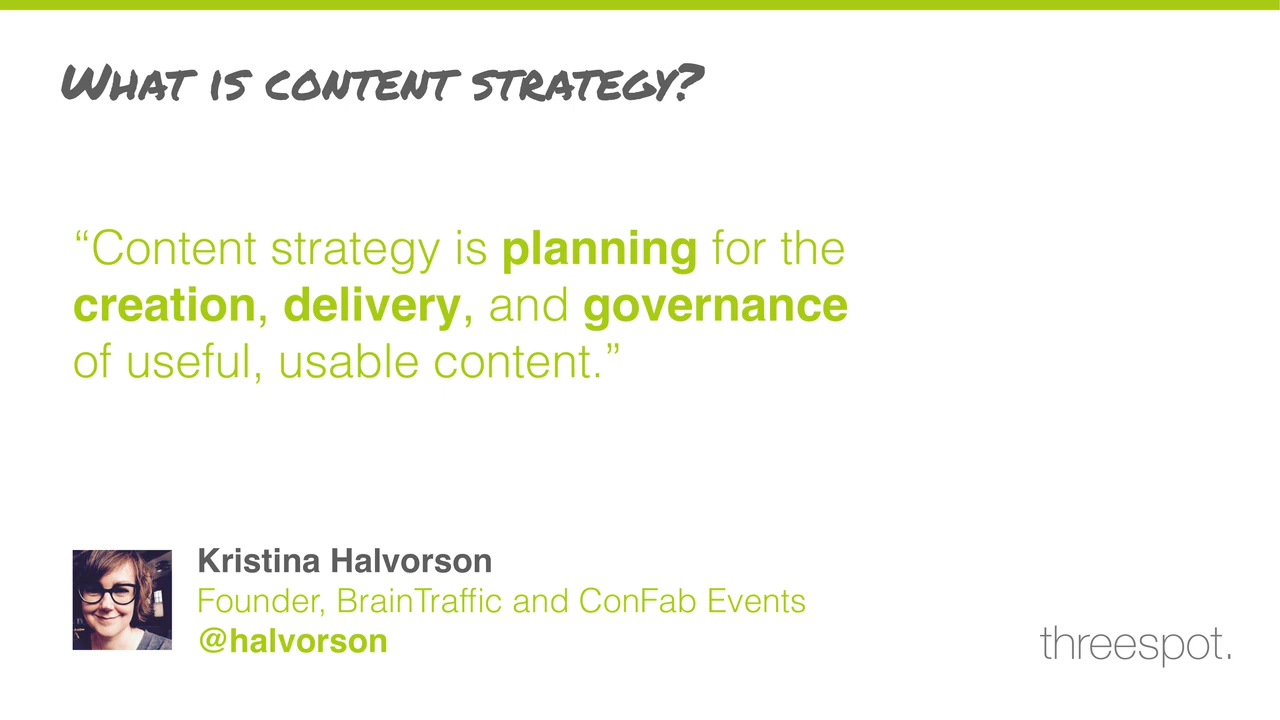 What is content strategy?
“Content strategy is planning for the
creation, delivery, and governance
of useful, usable content.”
Kristina Halvorson
Founder, BrainTraffic and ConFab Events
@halvorson
threespot.